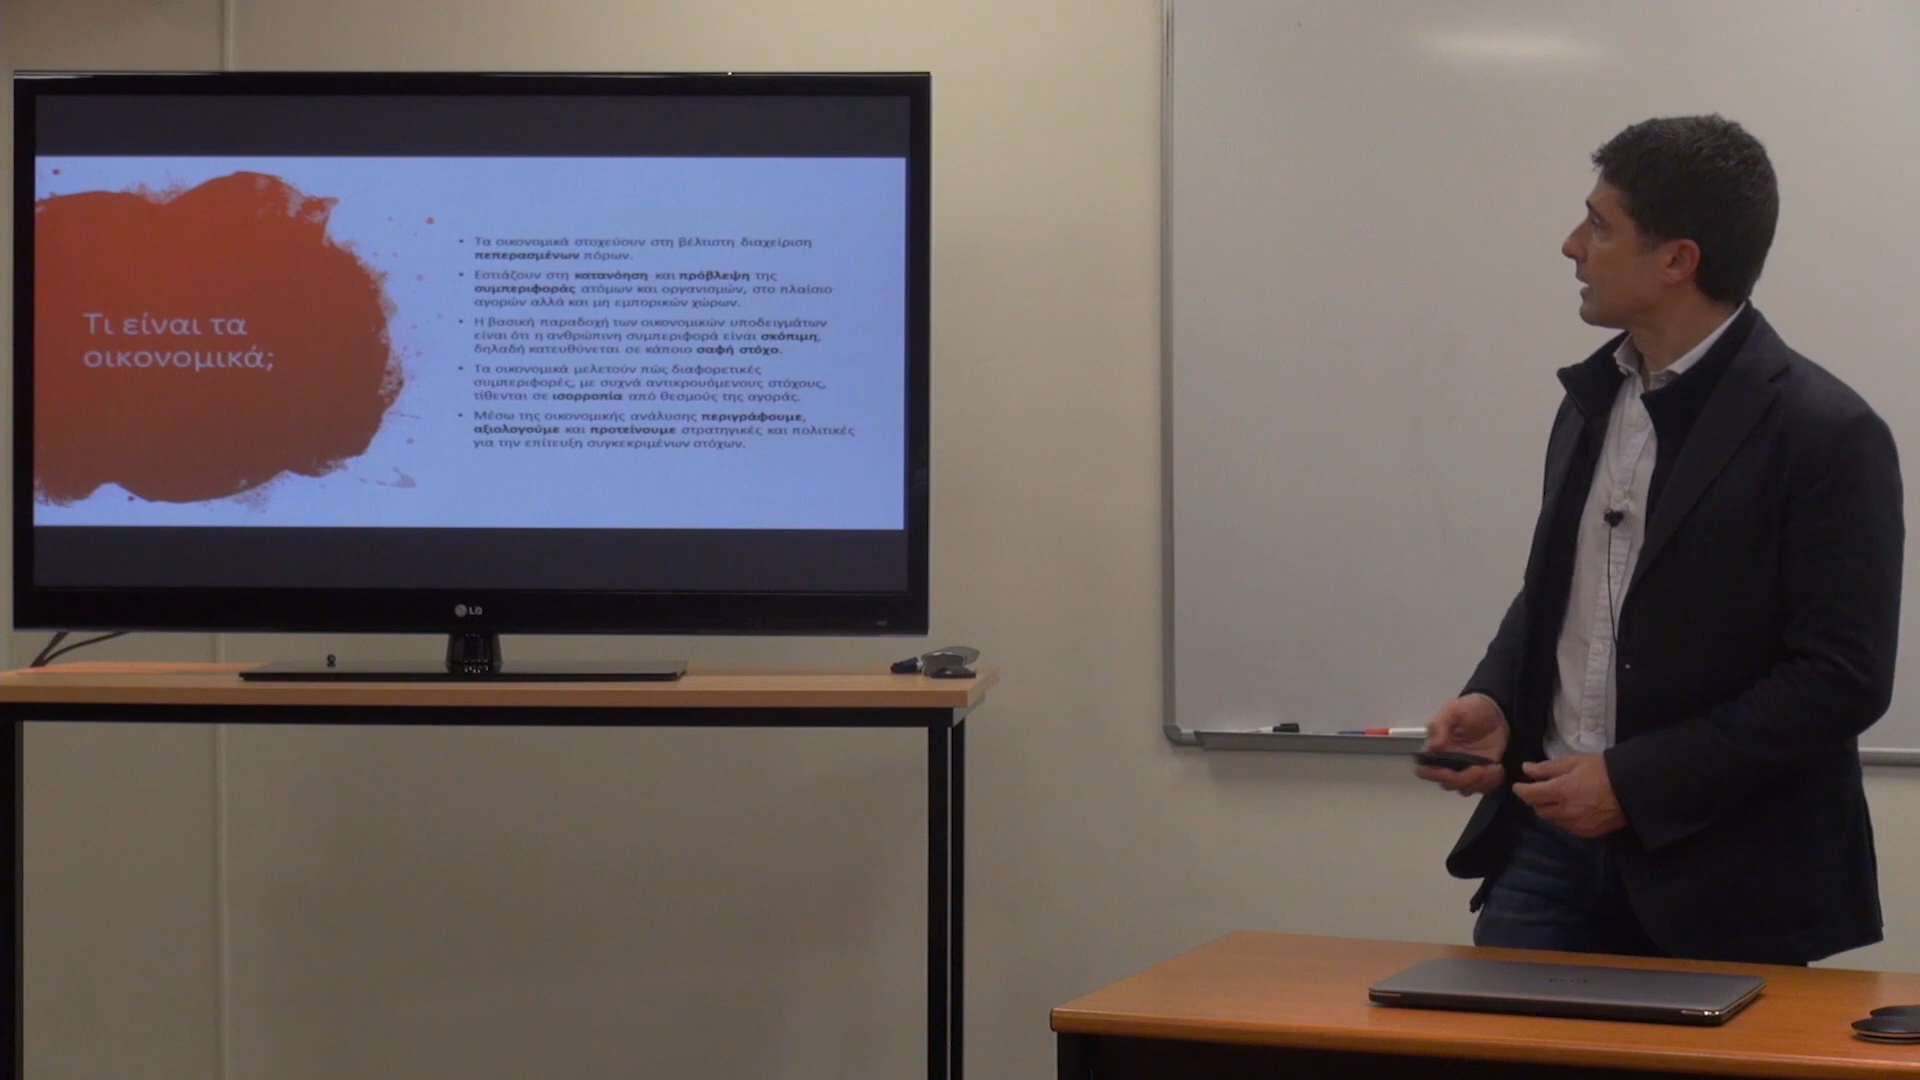 Τι είναι τα
οικονομικά;
• Τα οικονομικά στοχεύουν στη βέλτιστη διαχείριση
πεπερασμένων πόρων.
• Εστιάζουν στη κατανόηση και πρόβλεψη της
συμπεριφοράς ατόμων και οργανισμών, στο πλαίσιο
αγορών αλλά και μη εμπορικών χώρων.
• Η βασική παραδοχή των οικονομικών υποδειγμάτων
είναι ότι η ανθρώπινη συμπεριφορά είναι σκόπιμη,
δηλαδή κατευθύνεται σε κάποιο σαφή στόχο.
• Τα οικονομικά μελετούν πώς διαφορετικές
συμπεριφορές, με συχνά αντικρουόμενους στόχους,
τίθενται σε ισορροπία από θεσμούς της αγοράς.
• Μέσω της οικονομικής ανάλυσης περιγράφουμε,
αξιολογούμε και προτείνουμε στρατηγικές και πολιτικές
για την επίτευξη συγκεκριμένων στόχων.
LG